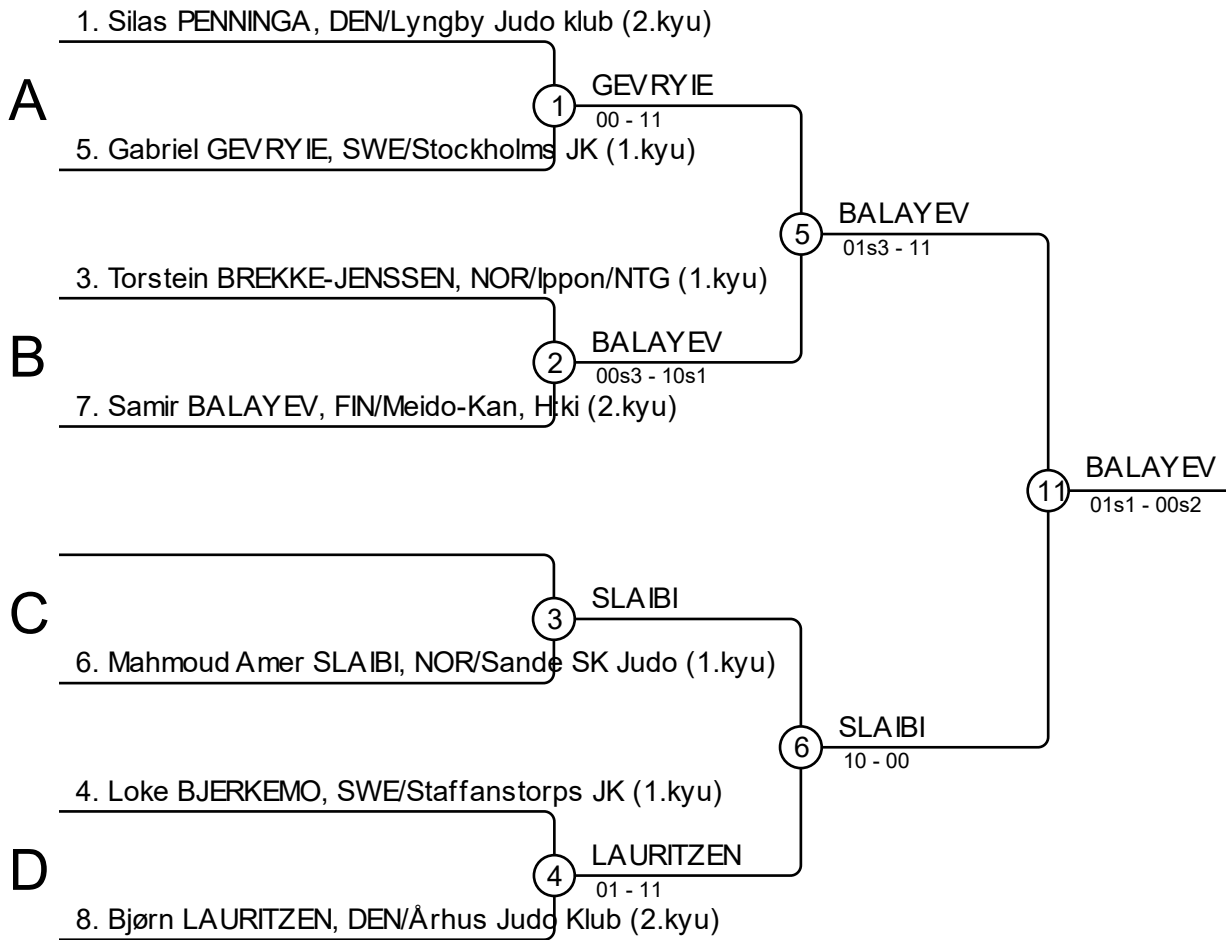 1. Silas PENNINGA, DEN/Lyngby Judo klub (2.kyu)
A
1
GEVRYIE
00 - 11
5. Gabriel GEVRYIE, SWE/Stockholms JK (1.kyu)
5
BALAYEV
01s3 - 11
3. Torstein BREKKE-JENSSEN, NOR/Ippon/NTG (1.kyu)
B
2
BALAYEV
00s3 - 10s1
7. Samir BALAYEV, FIN/Meido-Kan, H:ki (2.kyu)
11
BALAYEV
01s1 - 00s2
C
3
SLAIBI
6. Mahmoud Amer SLAIBI, NOR/Sande SK Judo (1.kyu)
6
SLAIBI
10 - 00
4. Loke BJERKEMO, SWE/Staffanstorps JK (1.kyu)
D
4
LAURITZEN
01 - 11
8. Bjørn LAURITZEN, DEN/Århus Judo Klub (2.kyu)